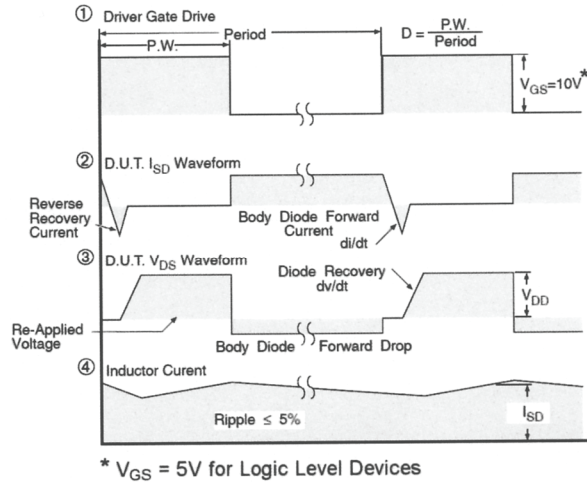 ① Driver Gate Drive
P.W.
Period
D = P.W. / Period
V_GS=10V*
② D.U.T. I_SD Waveform
Reverse
Recovery
Current
Body Diode Forward
Current
di/dt
③ D.U.T. V_DS Waveform
Diode Recovery
dv/dt
V_DD
Re-Applied
Voltage
Body Diode Forward Drop
④ Inductor Curent
Ripple ≤ 5%
I_SD
* V_GS = 5V for Logic Level Devices